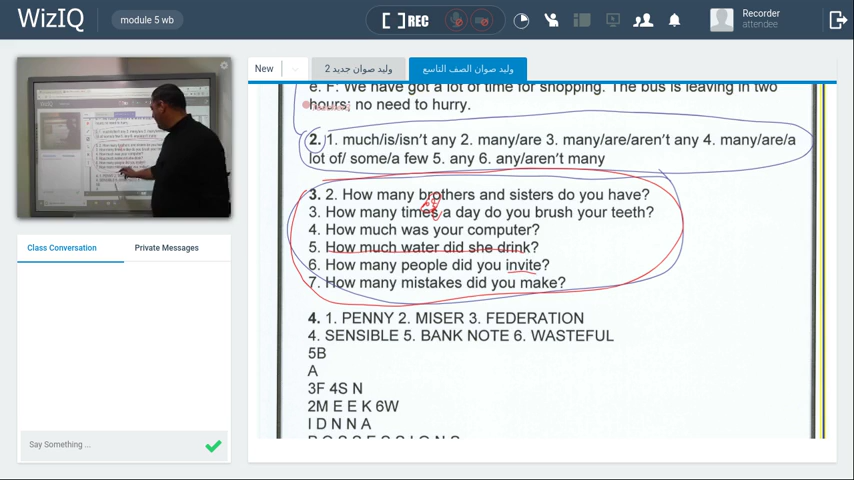 WizIQ
module 5 wb
[ ] REC
Recorder
attendee
New
وليد صوان جديد 2
وليد صوان الصف التاسع
e. F: We have got a lot of time for shopping. The bus is leaving in two
hours; no need to hurry.
2. 1. much/is/isn't any 2. many/are 3. many/are/aren't any 4. many/are/a
lot of/ some/a few 5. any 6. any/aren't many
3. 2. How many brothers and sisters do you have?
3. How many times a day do you brush your teeth?
4. How much was your computer?
5. How much water did she drink?
6. How many people did you invite?
7. How many mistakes did you make?
4. 1. PENNY 2. MISER 3. FEDERATION
4. SENSIBLE 5. BANK NOTE 6. WASTEFUL
5B
A
3F 4S N
2M E E K 6W
I D N N A
Class Conversation
Private Messages
Say Something ...